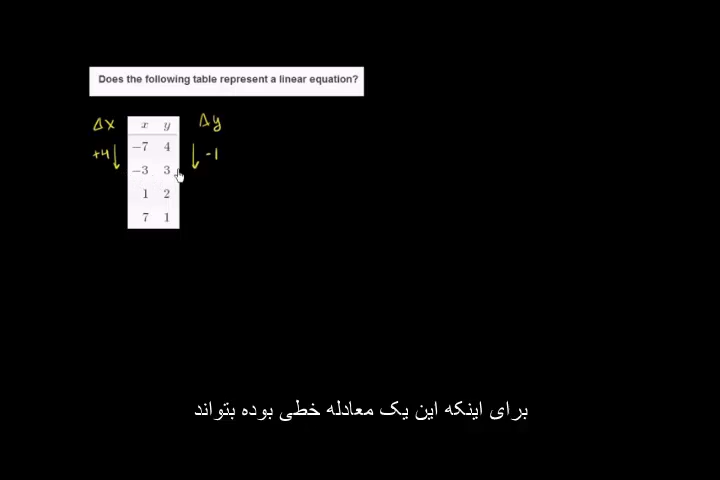 Does the following table represent a linear equation?
Δx x y Δy
+4 −7 4 -1
−3 3
1 2
7 1
برای اینکه این یک معادله خطی بوده بتواند